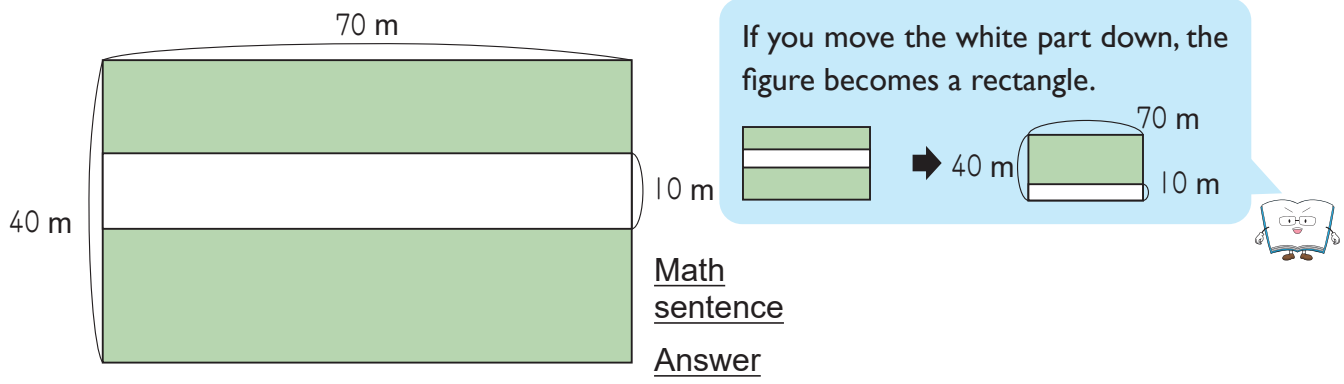 70 m
40 m
10 m
If you move the white part down, the
figure becomes a rectangle.
70 m
40 m
10 m
Math
sentence
Answer